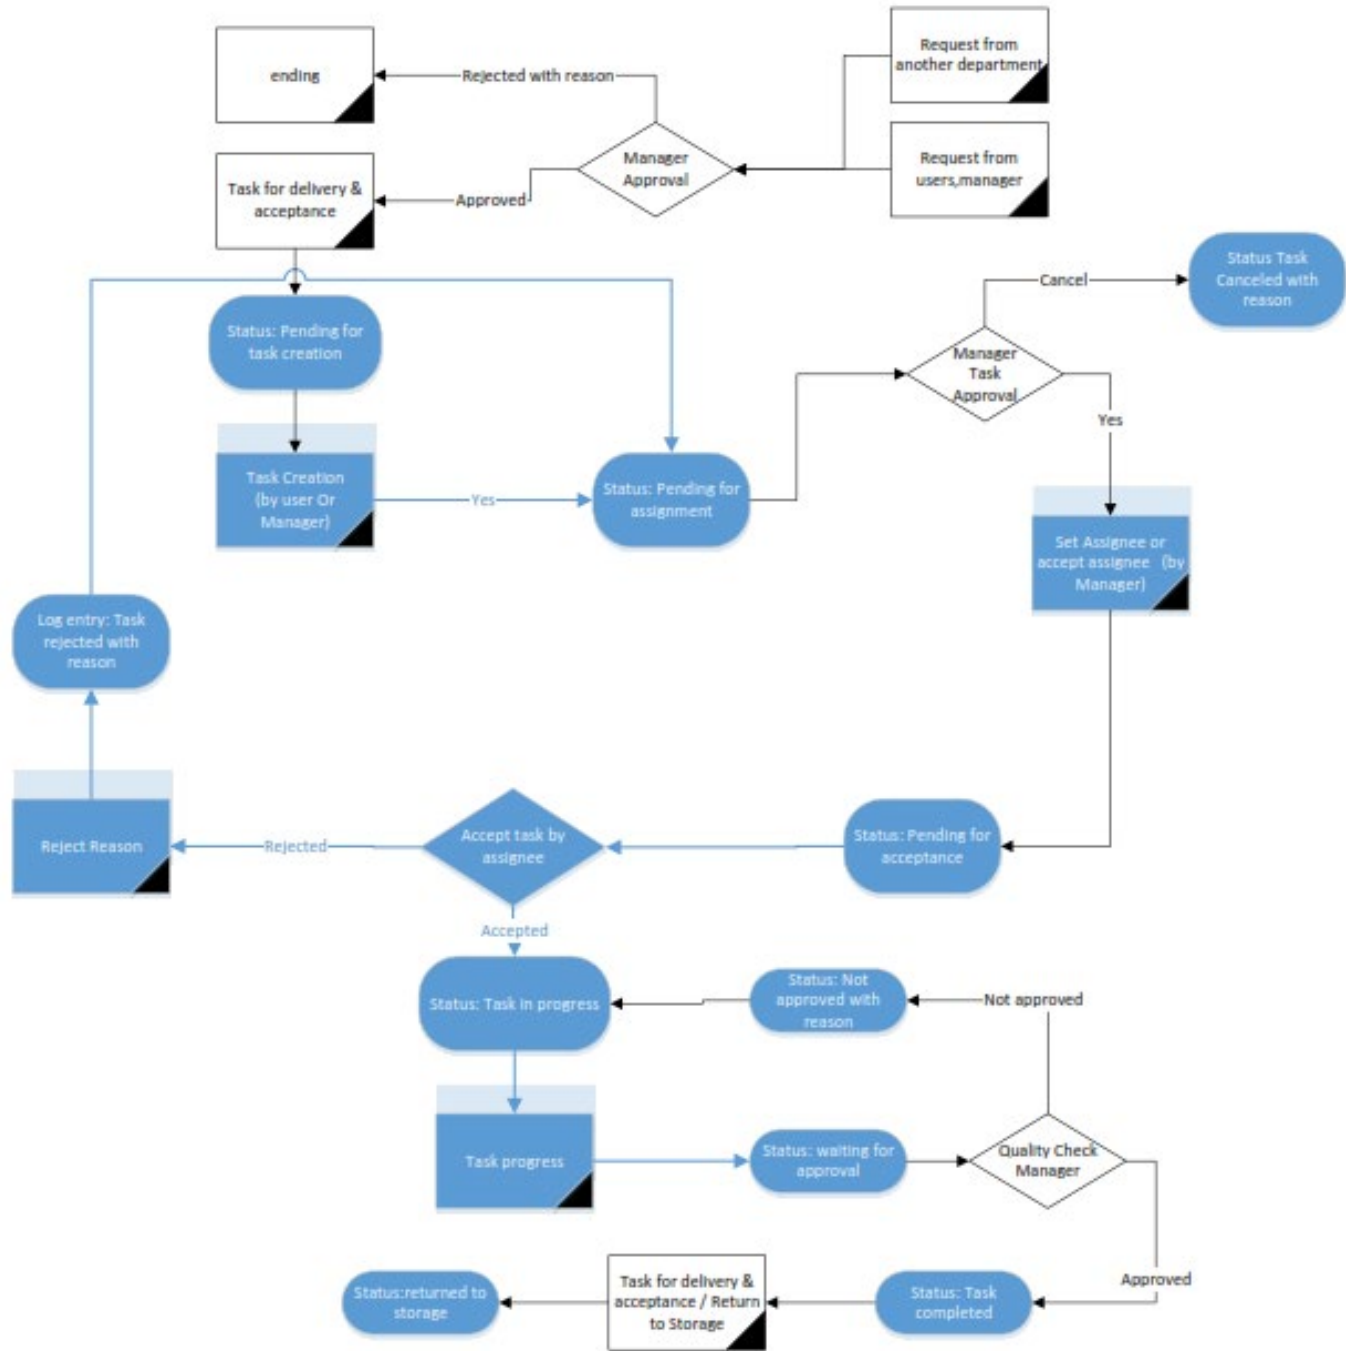 Request from
another department
ending
Rejected with reason
Request from
users,manager
Manager
Approval
Task for delivery &
acceptance
Approved
Status Task
Canceled with
reason
Cancel
Status: Pending for
task creation
Manager
Task
Approval
Yes
Task Creation
(by user Or
Manager)
Yes
Status: Pending for
assignment
Set Assignee or
accept assignee (by
Manager)
Log entry: Task
rejected with
reason
Reject Reason
Rejected
Accept task by
assignee
Status: Pending for
acceptance
Accepted
Status: Task in progress
Status: Not
approved with
reason
Not approved
Task progress
Status: waiting for
approval
Quality Check
Manager
Approved
Status:returned to
storage
Task for delivery &
acceptance / Return
to Storage
Status: Task
completed